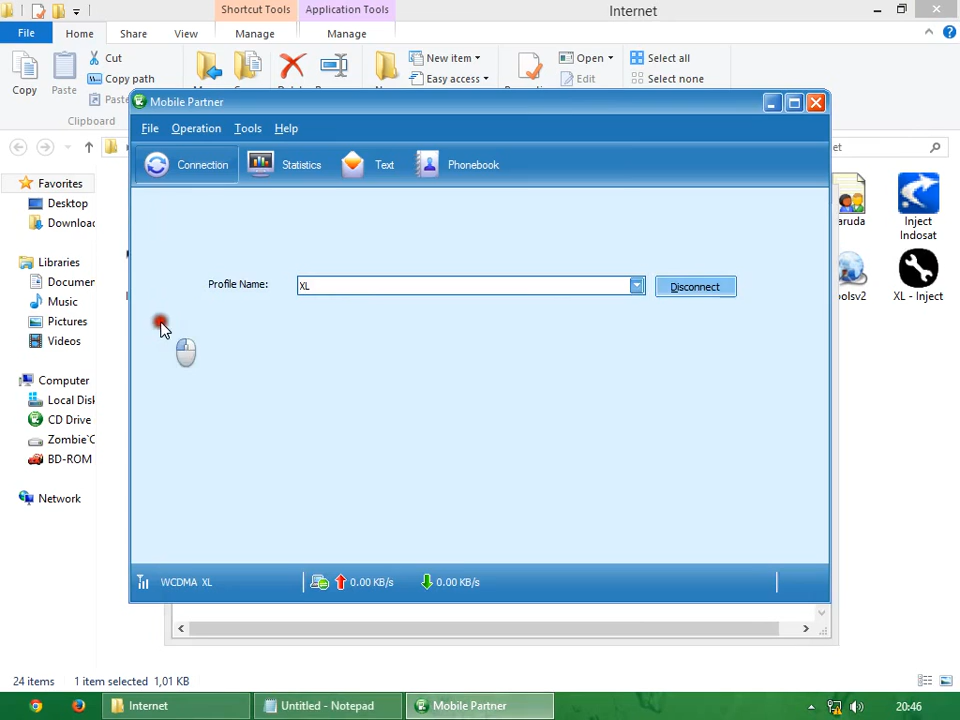 Shortcut Tools
Application Tools
Internet
File
Home
Share
View
Manage
Manage
Copy
Paste
Cut
Copy path
New item
Easy access
Open
Edit
Select all
Select none
Clipboard
Mobile Partner
File
Operation
Tools
Help
Connection
Statistics
Text
Phonebook
Profile Name:
XL
Disconnect
WCDMA XL
0.00 KB/s
0.00 KB/s
Favorites
Desktop
Libraries
Music
Pictures
Videos
Computer
Local Disk
CD Drive
BD-ROM
Network
Inject
Indosat
XL - Inject
24 items
1 item selected 1,01 KB
Internet
Untitled - Notepad
Mobile Partner
20:46